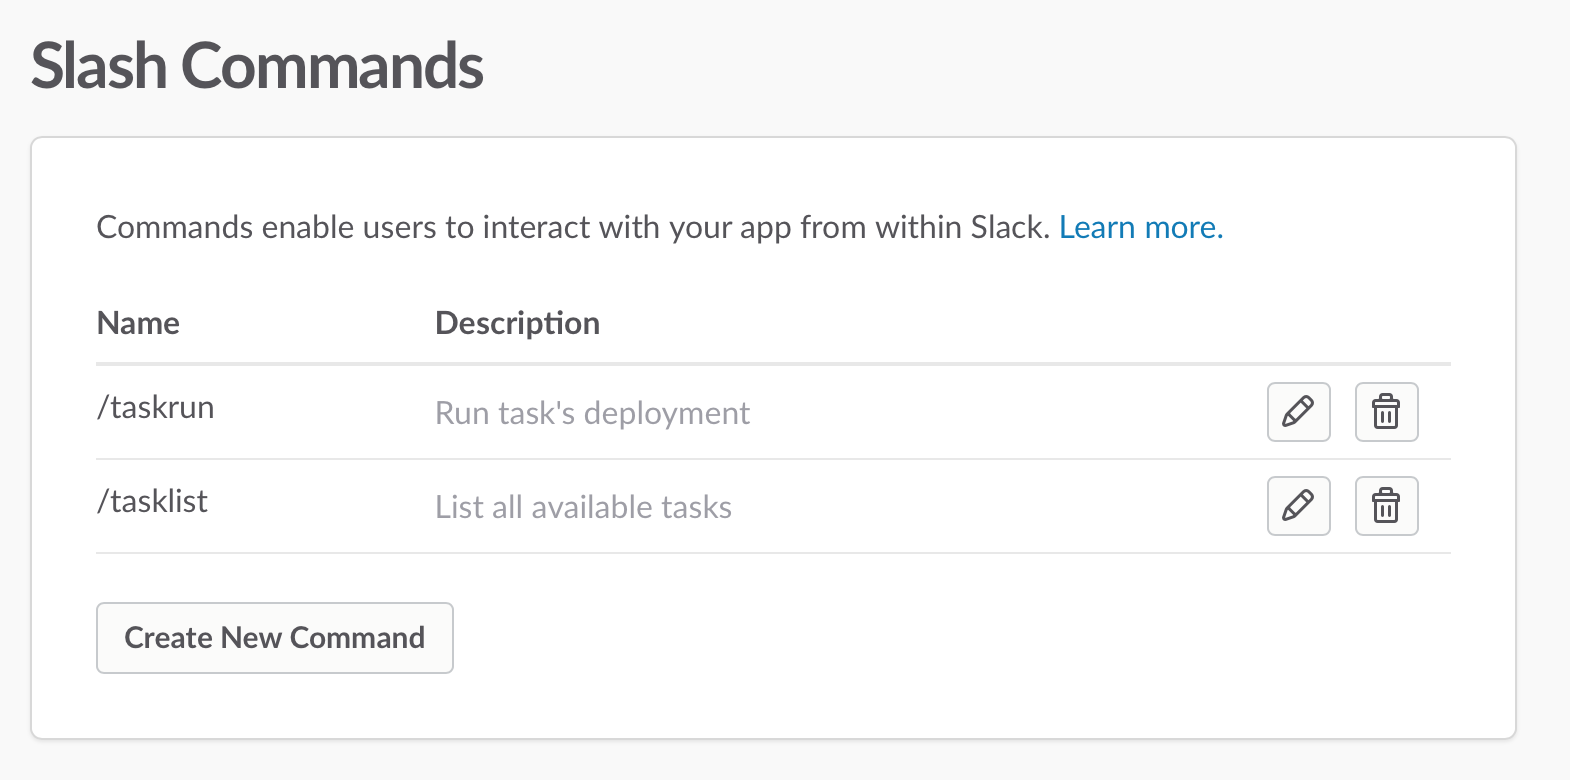 Slash Commands
Commands enable users to interact with your app from within Slack. Learn more.
Name Description
/taskrun Run task's deployment
/tasklist List all available tasks
Create New Command